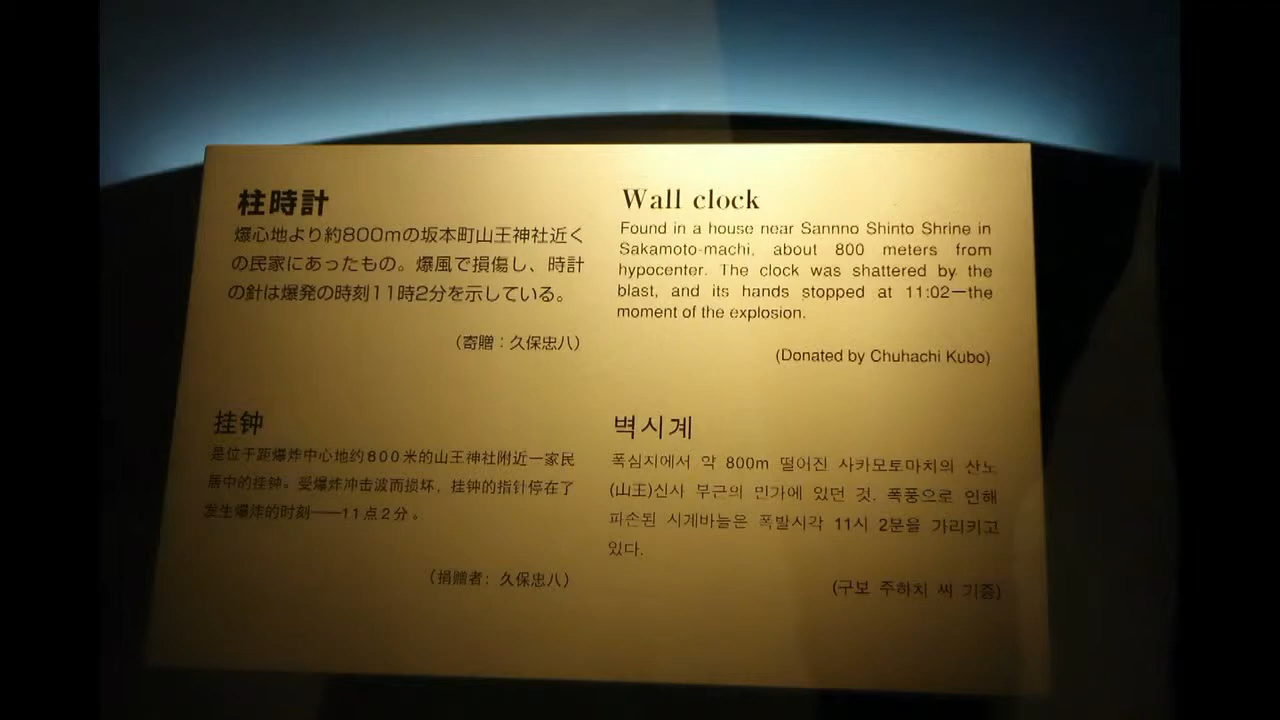 柱時計
爆心地より約800mの坂本町山王神社近く
の民家にあったもの。爆風で損傷し、時計
の針は爆発の時刻11時2分を示している。
（寄贈：久保忠八）
Wall clock
Found in a house near Sannno Shinto Shrine in
Sakamoto-machi, about 800 meters from
hypocenter. The clock was shattered by the
blast, and its hands stopped at 11:02—the
moment of the explosion.
(Donated by Chuhachi Kubo)
挂钟
是位于距爆炸中心地约800米的山王神社附近一家民
居中的挂钟。受爆炸冲击波而损坏，挂钟的指针停在了
发生爆炸的时刻——11点2分。
（捐赠者：久保忠八）
벽시계
폭심지에서 약 800m 떨어진 사카모토마치의 산노
(山王)신사 부근의 민가에 있던 것. 폭풍으로 인해
파손된 시계바늘은 폭발시각 11시 2분을 가리키고
있다.
(구보 주하치 씨 기증)